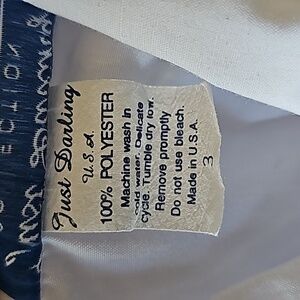 Just Darling
U.S.A.
100% POLYESTER
Machine wash in
cold water. Delicate
cycle. Tumble dry low.
Remove promptly
Do not use bleach.
Made in U.S.A.
3